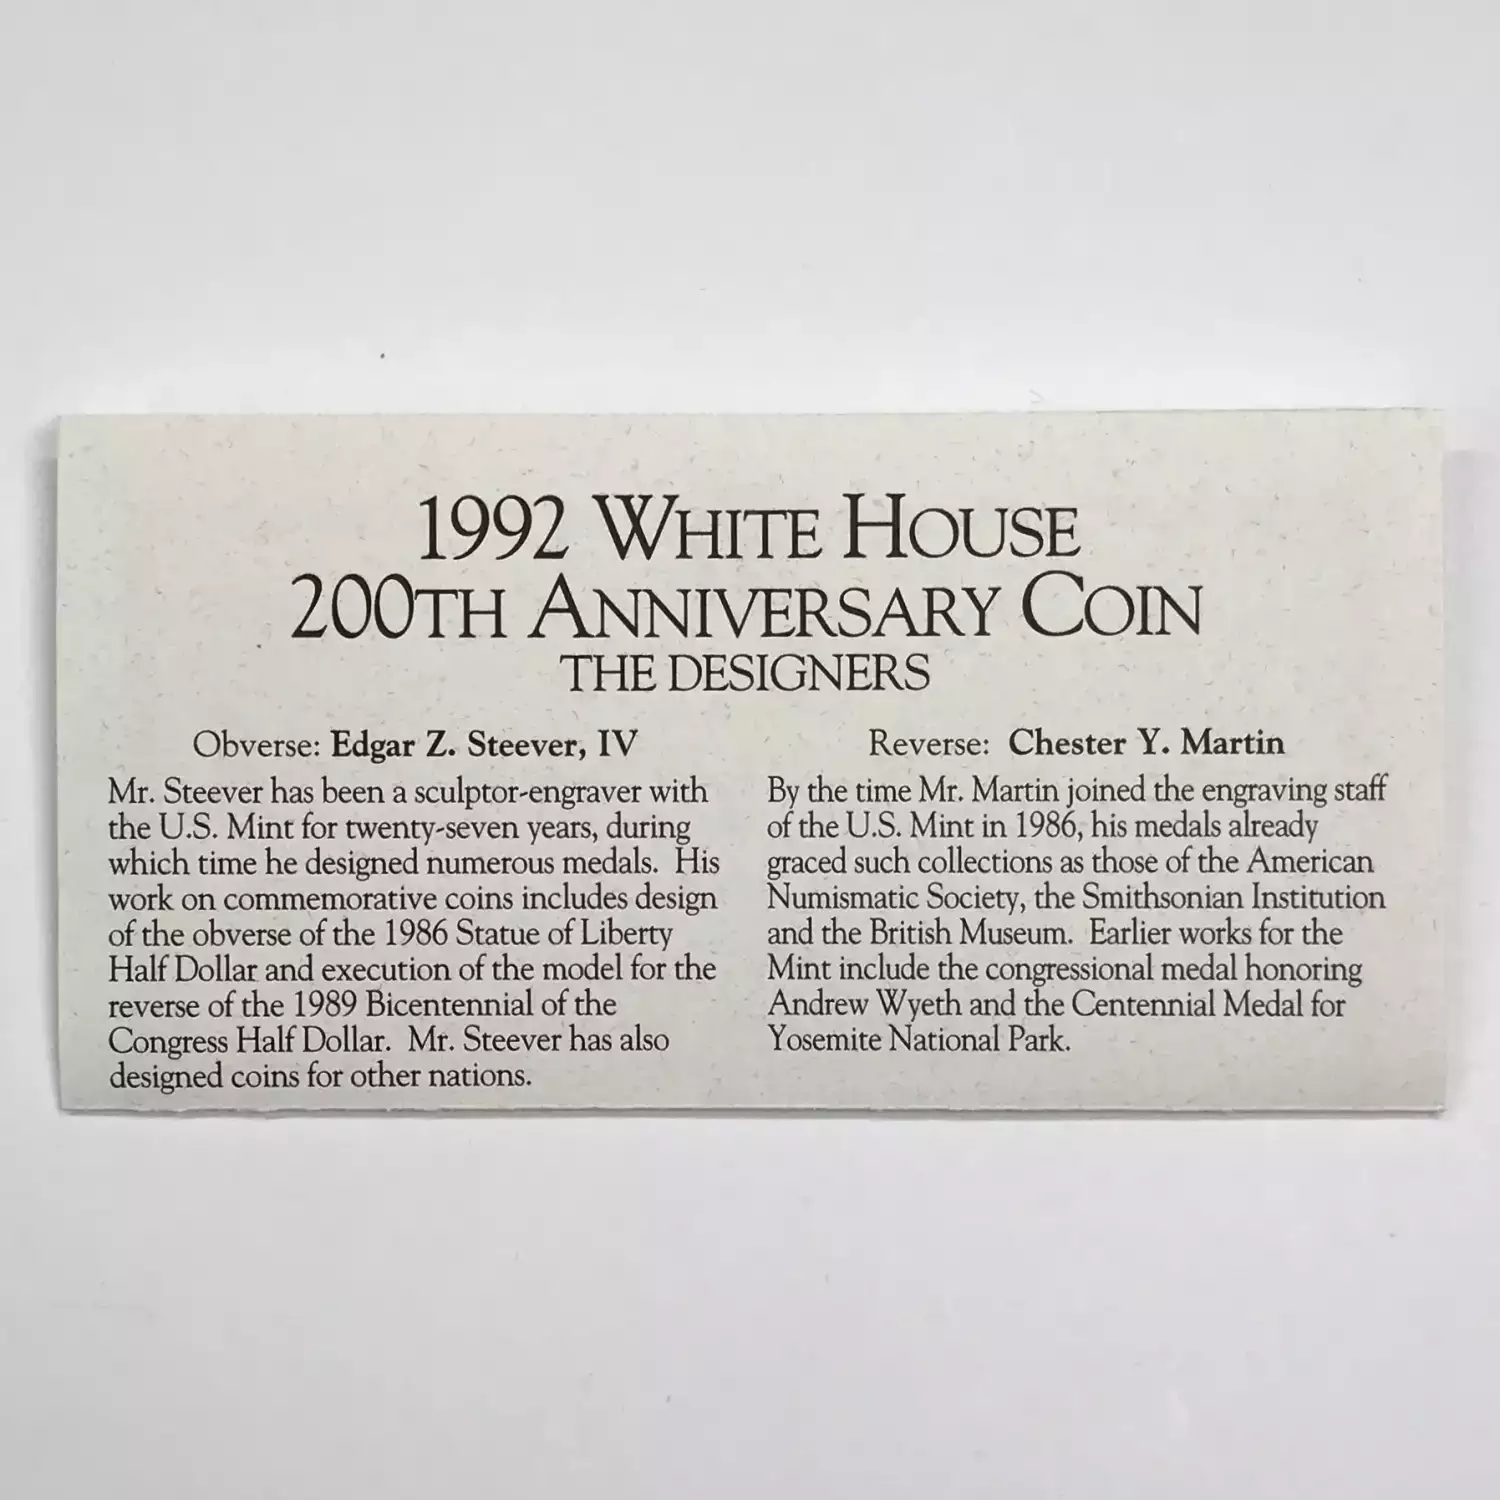 1992 WHITE HOUSE
200TH ANNIVERSARY COIN
THE DESIGNERS
Obverse: Edgar Z. Steever, IV
Mr. Steever has been a sculptor-engraver with
the U.S. Mint for twenty-seven years, during
which time he designed numerous medals. His
work on commemorative coins includes design
of the obverse of the 1986 Statue of Liberty
Half Dollar and execution of the model for the
reverse of the 1989 Bicentennial of the
Congress Half Dollar. Mr. Steever has also
designed coins for other nations.
Reverse: Chester Y. Martin
By the time Mr. Martin joined the engraving staff
of the U.S. Mint in 1986, his medals already
graced such collections as those of the American
Numismatic Society, the Smithsonian Institution
and the British Museum. Earlier works for the
Mint include the congressional medal honoring
Andrew Wyeth and the Centennial Medal for
Yosemite National Park.